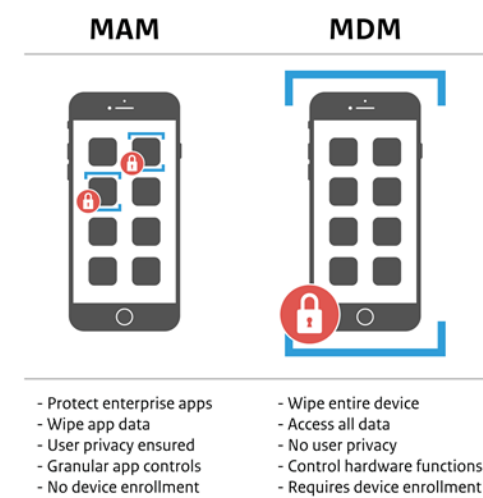 MAM
MDM
- Protect enterprise apps
- Wipe app data
- User privacy ensured
- Granular app controls
- No device enrollment
- Wipe entire device
- Access all data
- No user privacy
- Control hardware functions
- Requires device enrollment